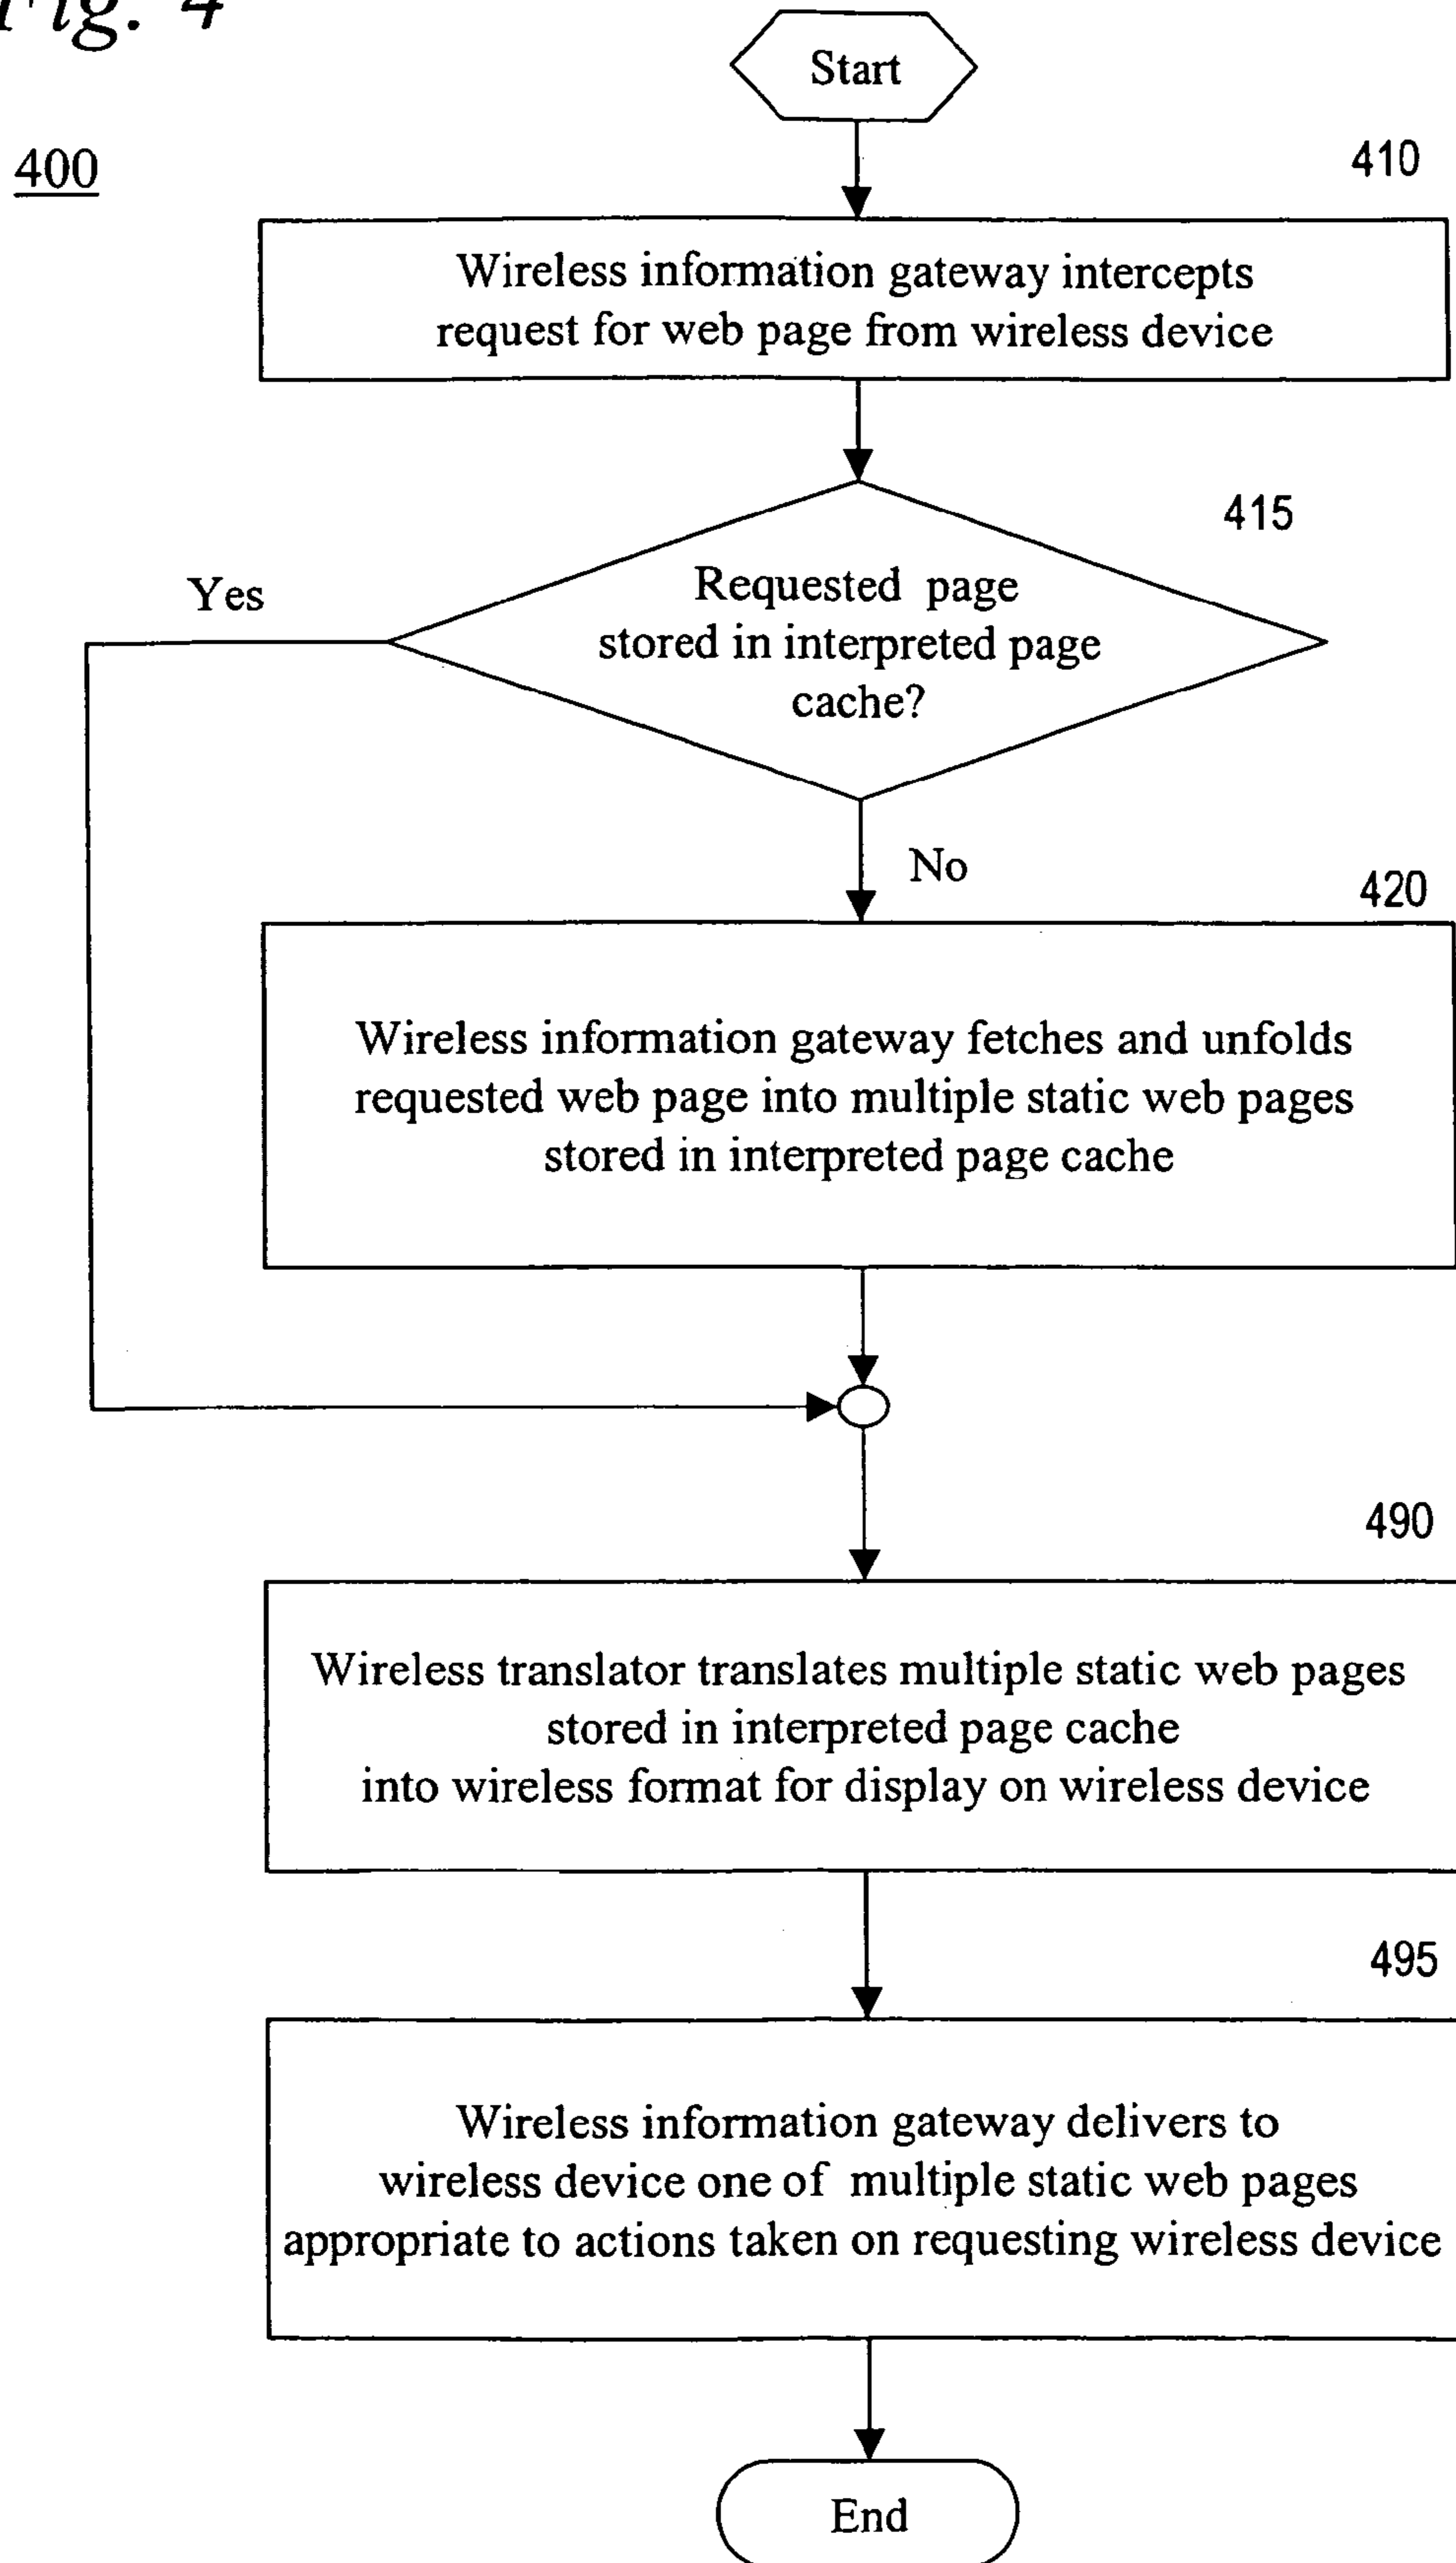 Fig. 4
Start
400
410
Wireless information gateway intercepts
request for web page from wireless device
415
Yes
Requested page
stored in interpreted page
cache?
No
420
Wireless information gateway fetches and unfolds
requested web page into multiple static web pages
stored in interpreted page cache
490
Wireless translator translates multiple static web pages
stored in interpreted page cache
into wireless format for display on wireless device
495
Wireless information gateway delivers to
wireless device one of multiple static web pages
appropriate to actions taken on requesting wireless device
End